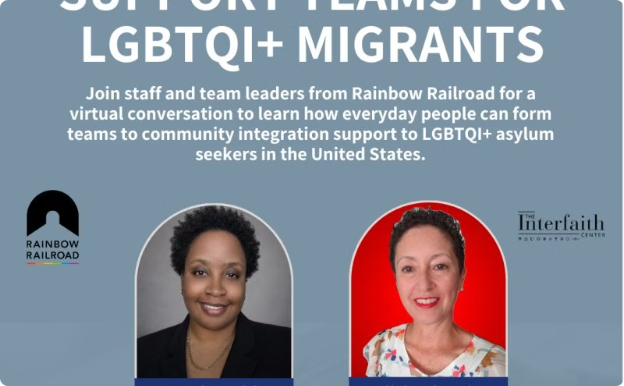 SUPPORT TEAMS FOR
LGBTQI+ MIGRANTS
Join staff and team leaders from Rainbow Railroad for a
virtual conversation to learn how everyday people can form
teams to community integration support to LGBTQI+ asylum
seekers in the United States.
RAINBOW
RAILROAD
THE
Interfaith
CENTER